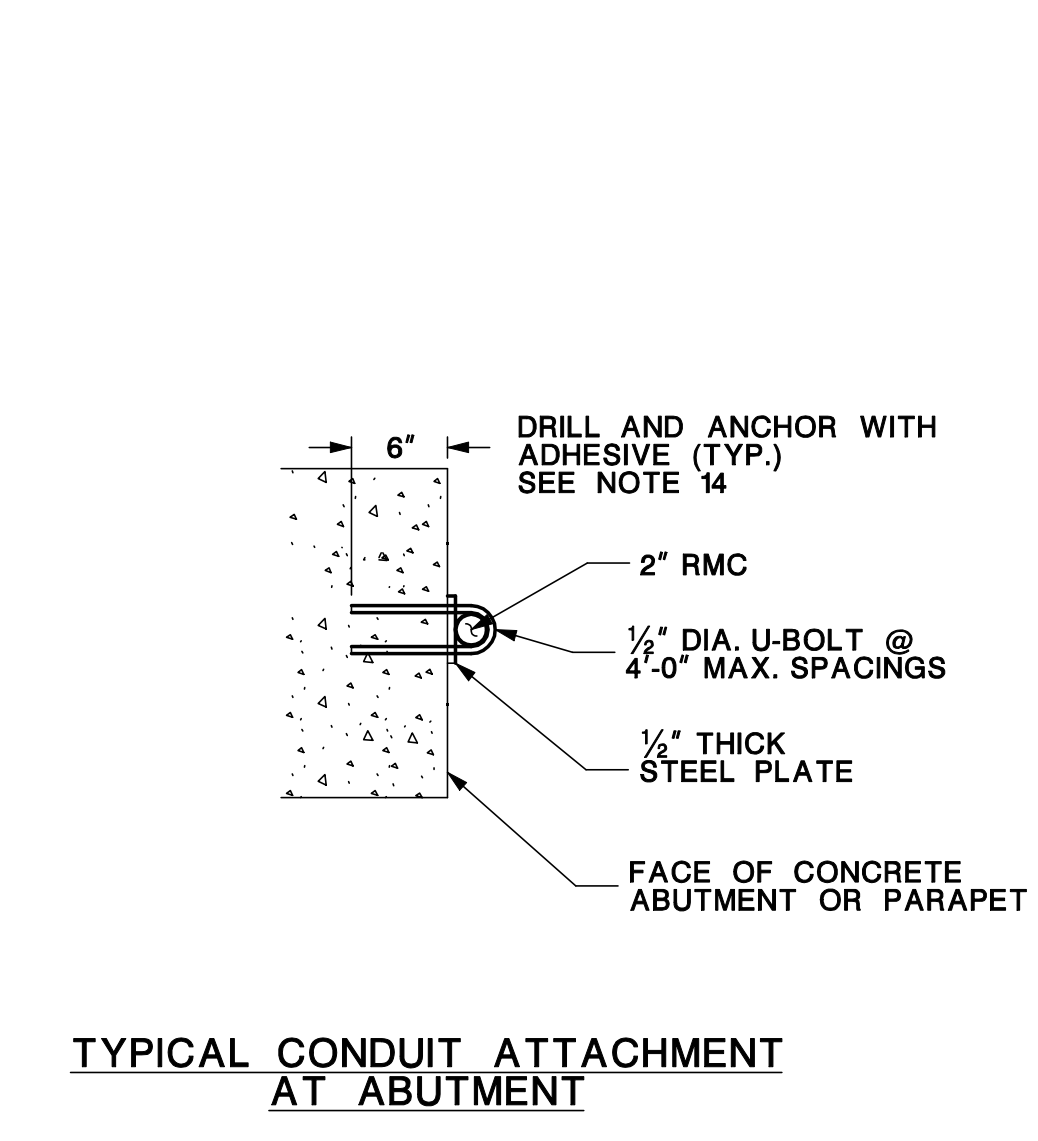 6"
DRILL AND ANCHOR WITH
ADHESIVE (TYP.)
SEE NOTE 14
2" RMC
½" DIA. U-BOLT @
4'-0" MAX. SPACINGS
½" THICK
STEEL PLATE
FACE OF CONCRETE
ABUTMENT OR PARAPET
TYPICAL CONDUIT ATTACHMENT
AT ABUTMENT